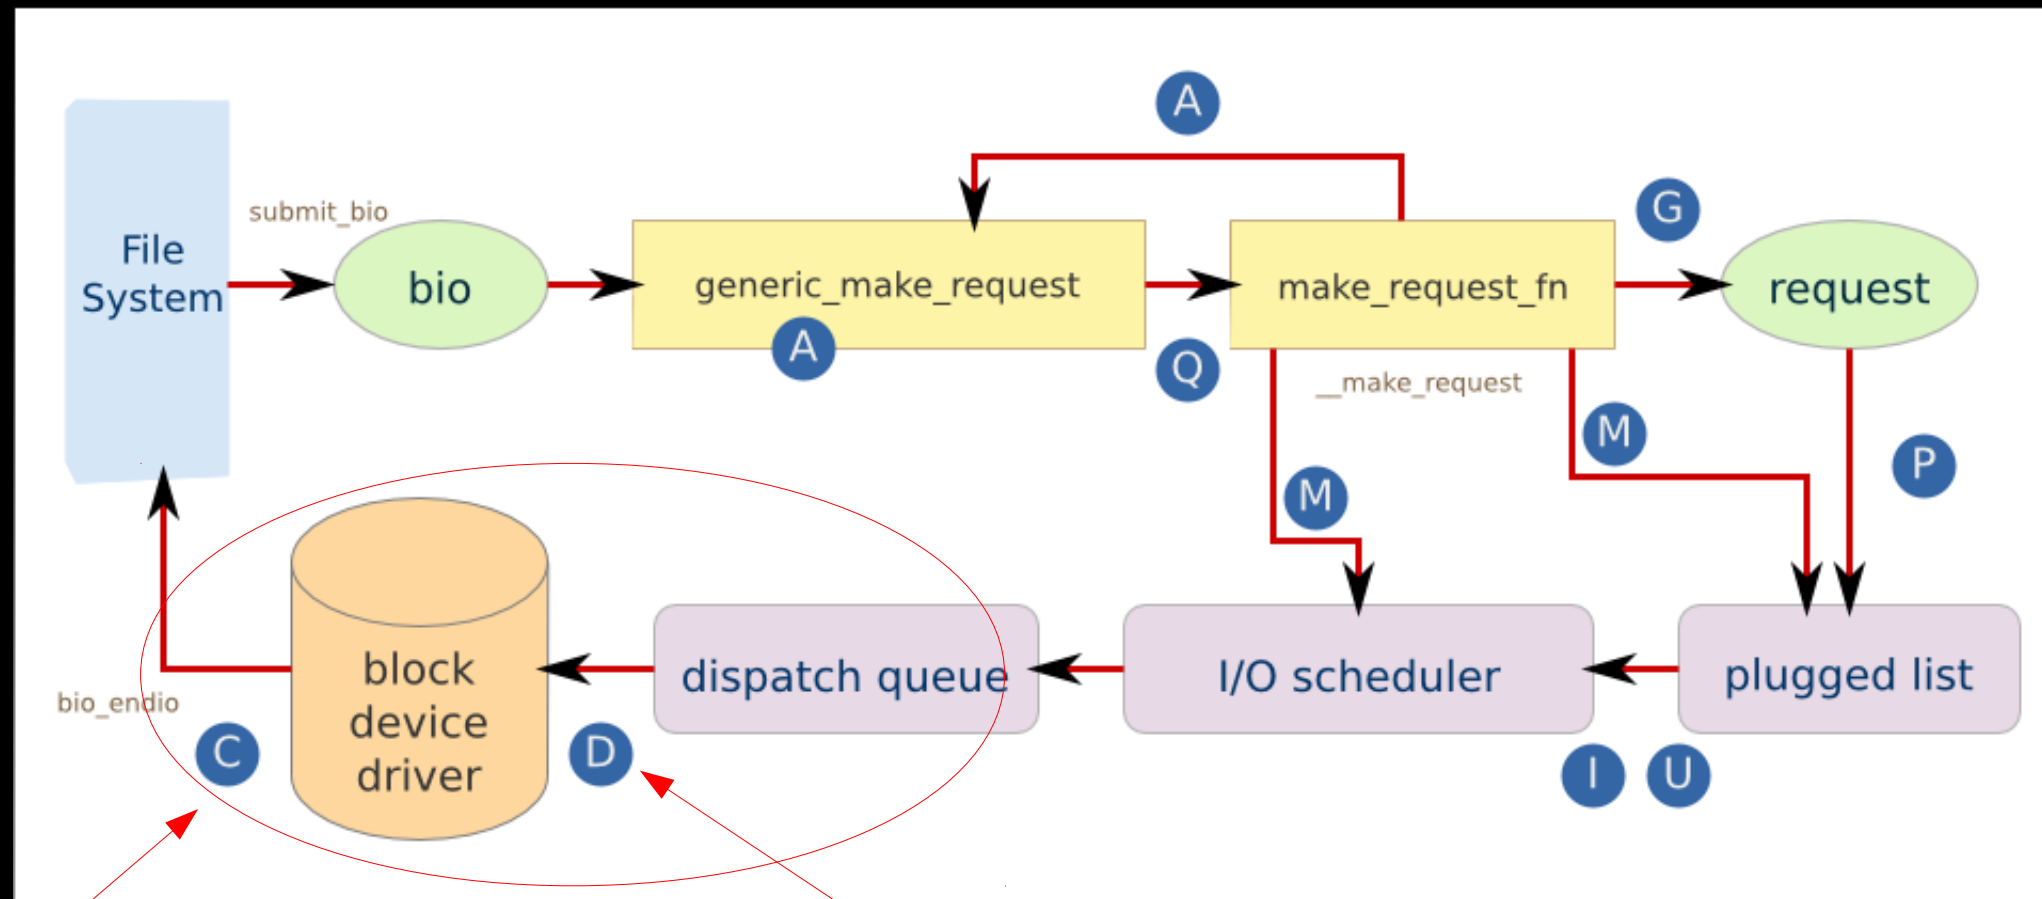 A
G
submit_bio
File
System
bio
generic_make_request
make_request_fn
request
A
Q
__make_request
M
P
M
block
device
driver
dispatch queue
I/O scheduler
plugged list
bio_endio
C
D
I
U